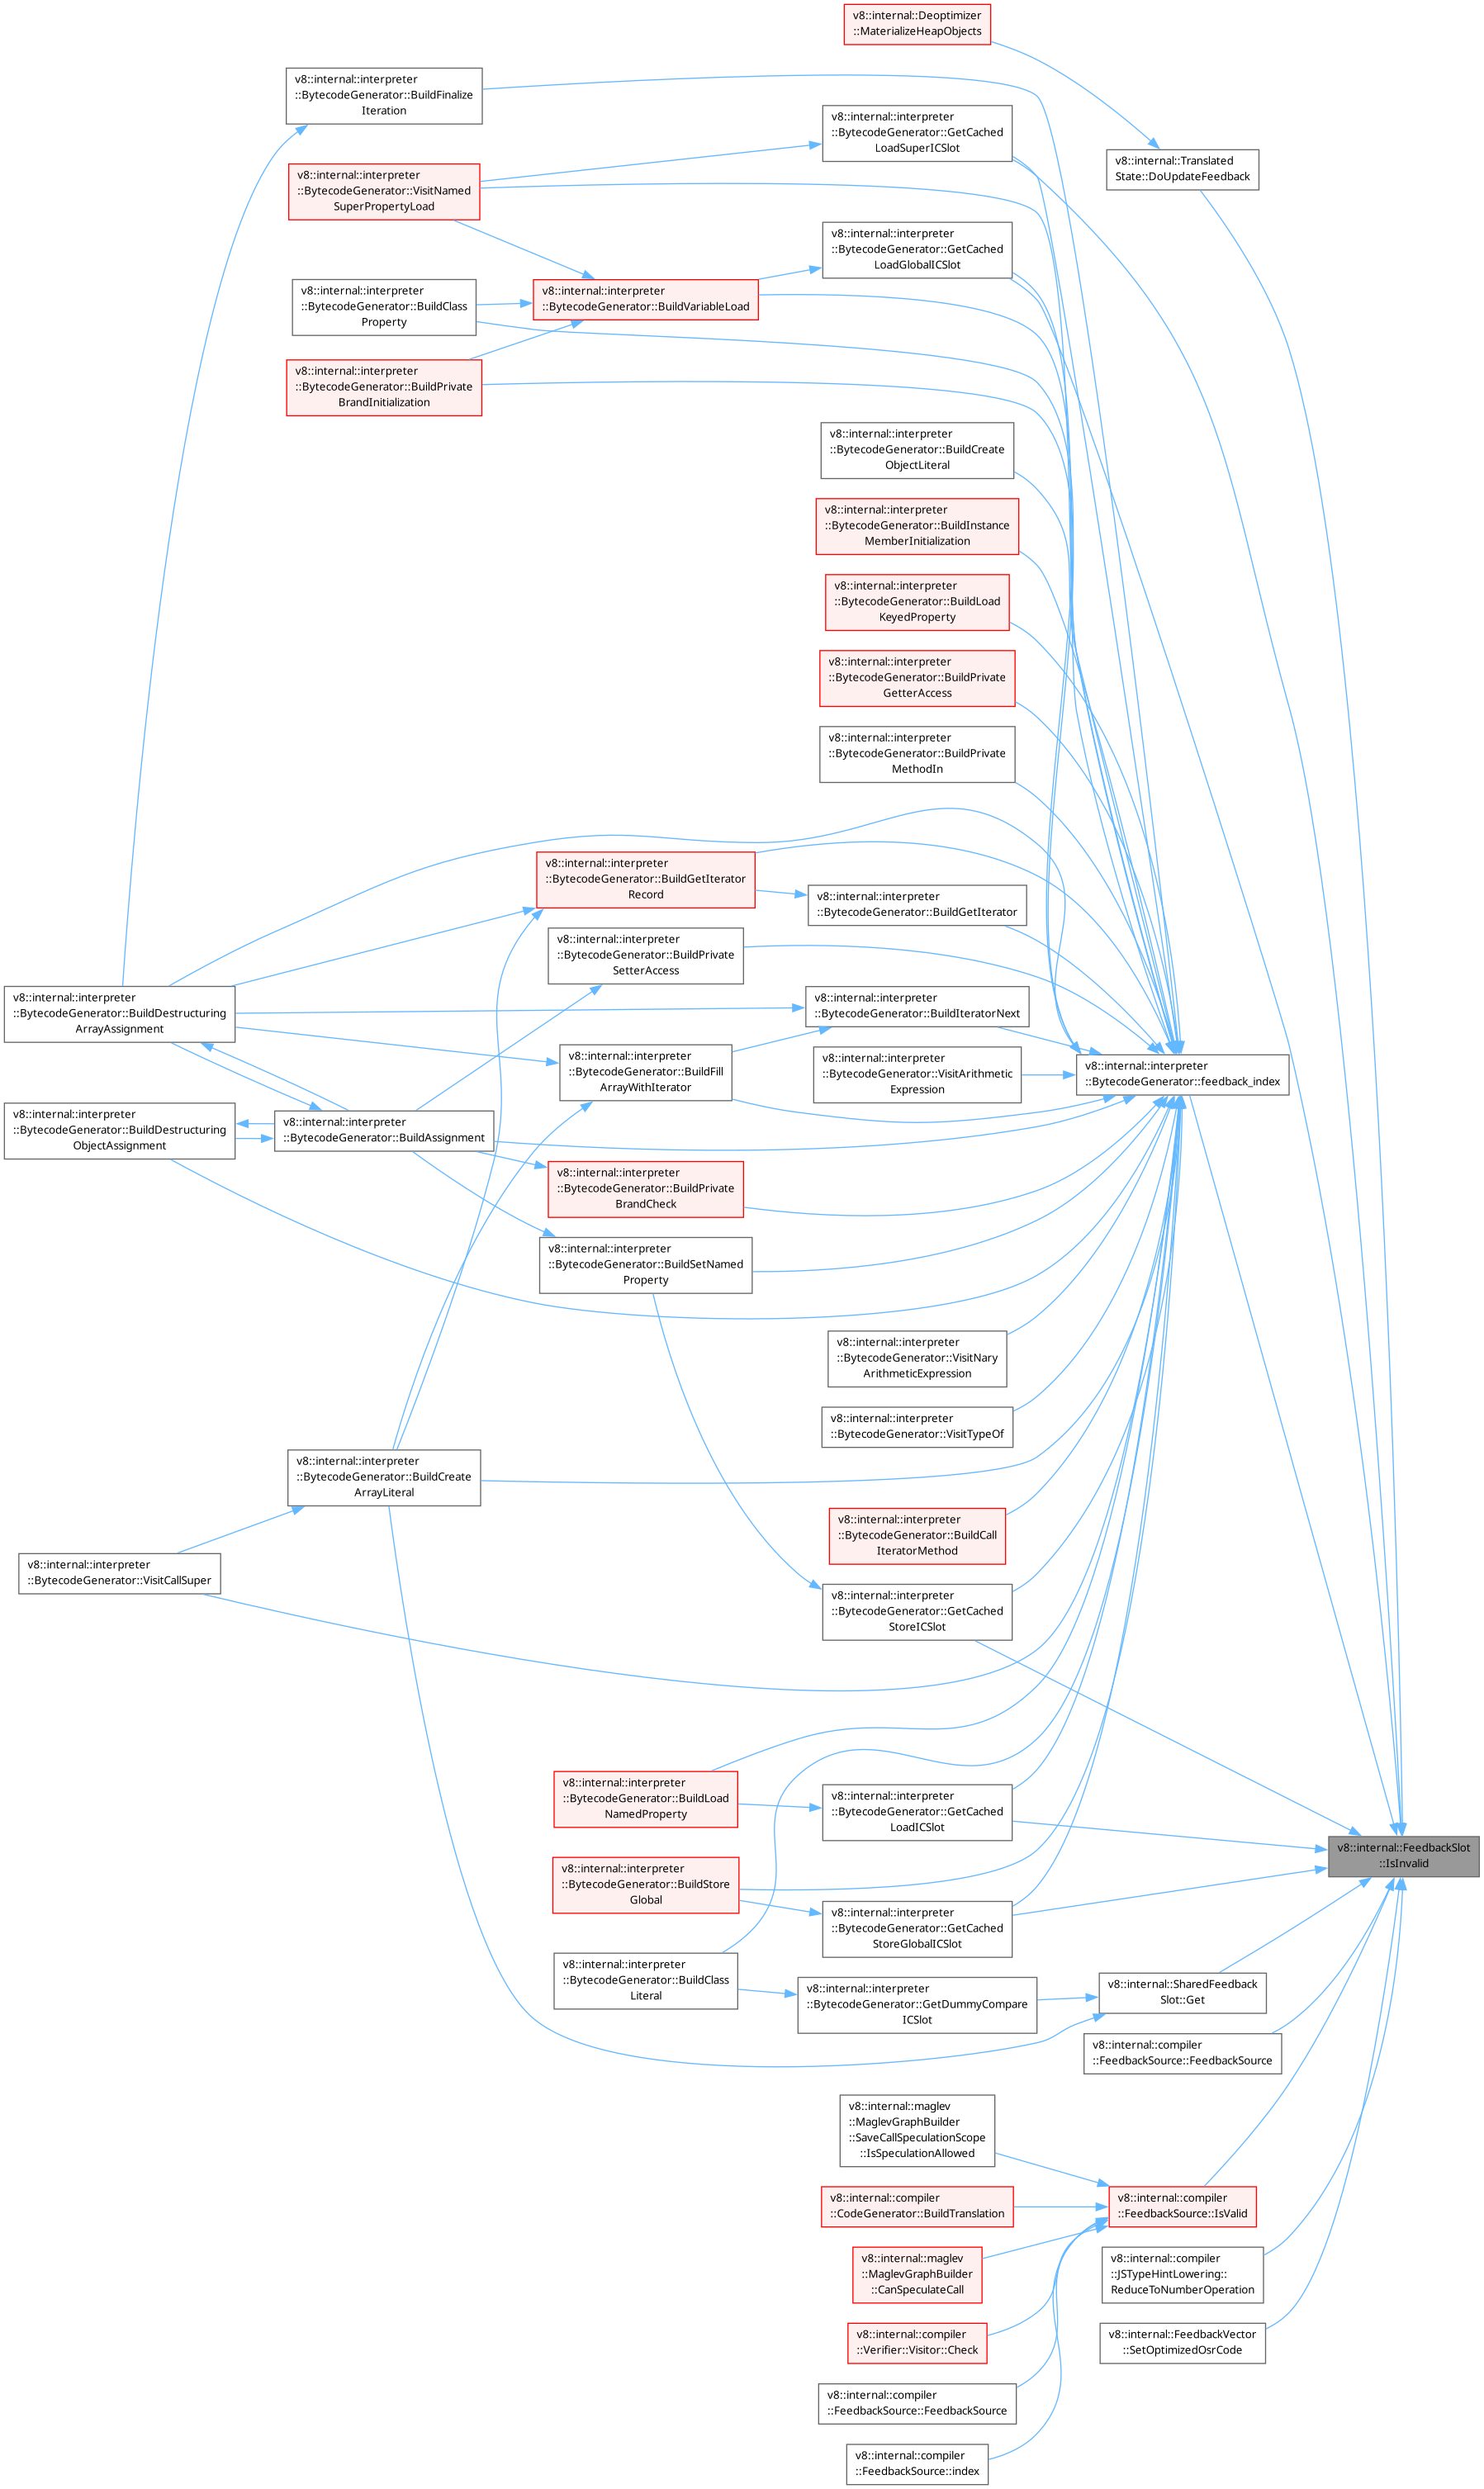 v8::internal::Deoptimizer
::MaterializeHeapObjects
v8::internal::interpreter
::BytecodeGenerator::BuildFinalize
Iteration
v8::internal::interpreter
::BytecodeGenerator::GetCached
LoadSuperICSlot
v8::internal::Translated
State::DoUpdateFeedback
v8::internal::interpreter
::BytecodeGenerator::VisitNamed
SuperPropertyLoad
v8::internal::interpreter
::BytecodeGenerator::GetCached
LoadGlobalICSlot
v8::internal::interpreter
::BytecodeGenerator::BuildClass
Property
v8::internal::interpreter
::BytecodeGenerator::BuildVariableLoad
v8::internal::interpreter
::BytecodeGenerator::BuildPrivate
BrandInitialization
v8::internal::interpreter
::BytecodeGenerator::BuildCreate
ObjectLiteral
v8::internal::interpreter
::BytecodeGenerator::BuildInstance
MemberInitialization
v8::internal::interpreter
::BytecodeGenerator::BuildLoad
KeyedProperty
v8::internal::interpreter
::BytecodeGenerator::BuildPrivate
GetterAccess
v8::internal::interpreter
::BytecodeGenerator::BuildPrivate
MethodIn
v8::internal::interpreter
::BytecodeGenerator::BuildGetIterator
Record
v8::internal::interpreter
::BytecodeGenerator::BuildGetIterator
v8::internal::interpreter
::BytecodeGenerator::BuildPrivate
SetterAccess
v8::internal::interpreter
::BytecodeGenerator::BuildDestructuring
ArrayAssignment
v8::internal::interpreter
::BytecodeGenerator::BuildIteratorNext
v8::internal::interpreter
::BytecodeGenerator::BuildFill
ArrayWithIterator
v8::internal::interpreter
::BytecodeGenerator::VisitArithmetic
Expression
v8::internal::interpreter
::BytecodeGenerator::feedback_index
v8::internal::interpreter
::BytecodeGenerator::BuildDestructuring
ObjectAssignment
v8::internal::interpreter
::BytecodeGenerator::BuildAssignment
v8::internal::interpreter
::BytecodeGenerator::BuildPrivate
BrandCheck
v8::internal::interpreter
::BytecodeGenerator::BuildSetNamed
Property
v8::internal::interpreter
::BytecodeGenerator::VisitNary
ArithmeticExpression
v8::internal::interpreter
::BytecodeGenerator::VisitTypeOf
v8::internal::interpreter
::BytecodeGenerator::BuildCreate
ArrayLiteral
v8::internal::interpreter
::BytecodeGenerator::BuildCall
IteratorMethod
v8::internal::interpreter
::BytecodeGenerator::VisitCallSuper
v8::internal::interpreter
::BytecodeGenerator::GetCached
StoreICSlot
v8::internal::interpreter
::BytecodeGenerator::BuildLoad
NamedProperty
v8::internal::interpreter
::BytecodeGenerator::GetCached
LoadICSlot
v8::internal::FeedbackSlot
::IsInvalid
v8::internal::interpreter
::BytecodeGenerator::BuildStore
Global
v8::internal::interpreter
::BytecodeGenerator::GetCached
StoreGlobalICSlot
v8::internal::interpreter
::BytecodeGenerator::BuildClass
Literal
v8::internal::interpreter
::BytecodeGenerator::GetDummyCompare
ICSlot
v8::internal::SharedFeedback
Slot::Get
v8::internal::compiler
::FeedbackSource::FeedbackSource
v8::internal::maglev
::MaglevGraphBuilder
::SaveCallSpeculationScope
::IsSpeculationAllowed
v8::internal::compiler
::CodeGenerator::BuildTranslation
v8::internal::compiler
::FeedbackSource::IsValid
v8::internal::maglev
::MaglevGraphBuilder
::CanSpeculateCall
v8::internal::compiler
::JSTypeHintLowering::
ReduceToNumberOperation
v8::internal::compiler
::Verifier::Visitor::Check
v8::internal::FeedbackVector
::SetOptimizedOsrCode
v8::internal::compiler
::FeedbackSource::FeedbackSource
v8::internal::compiler
::FeedbackSource::index